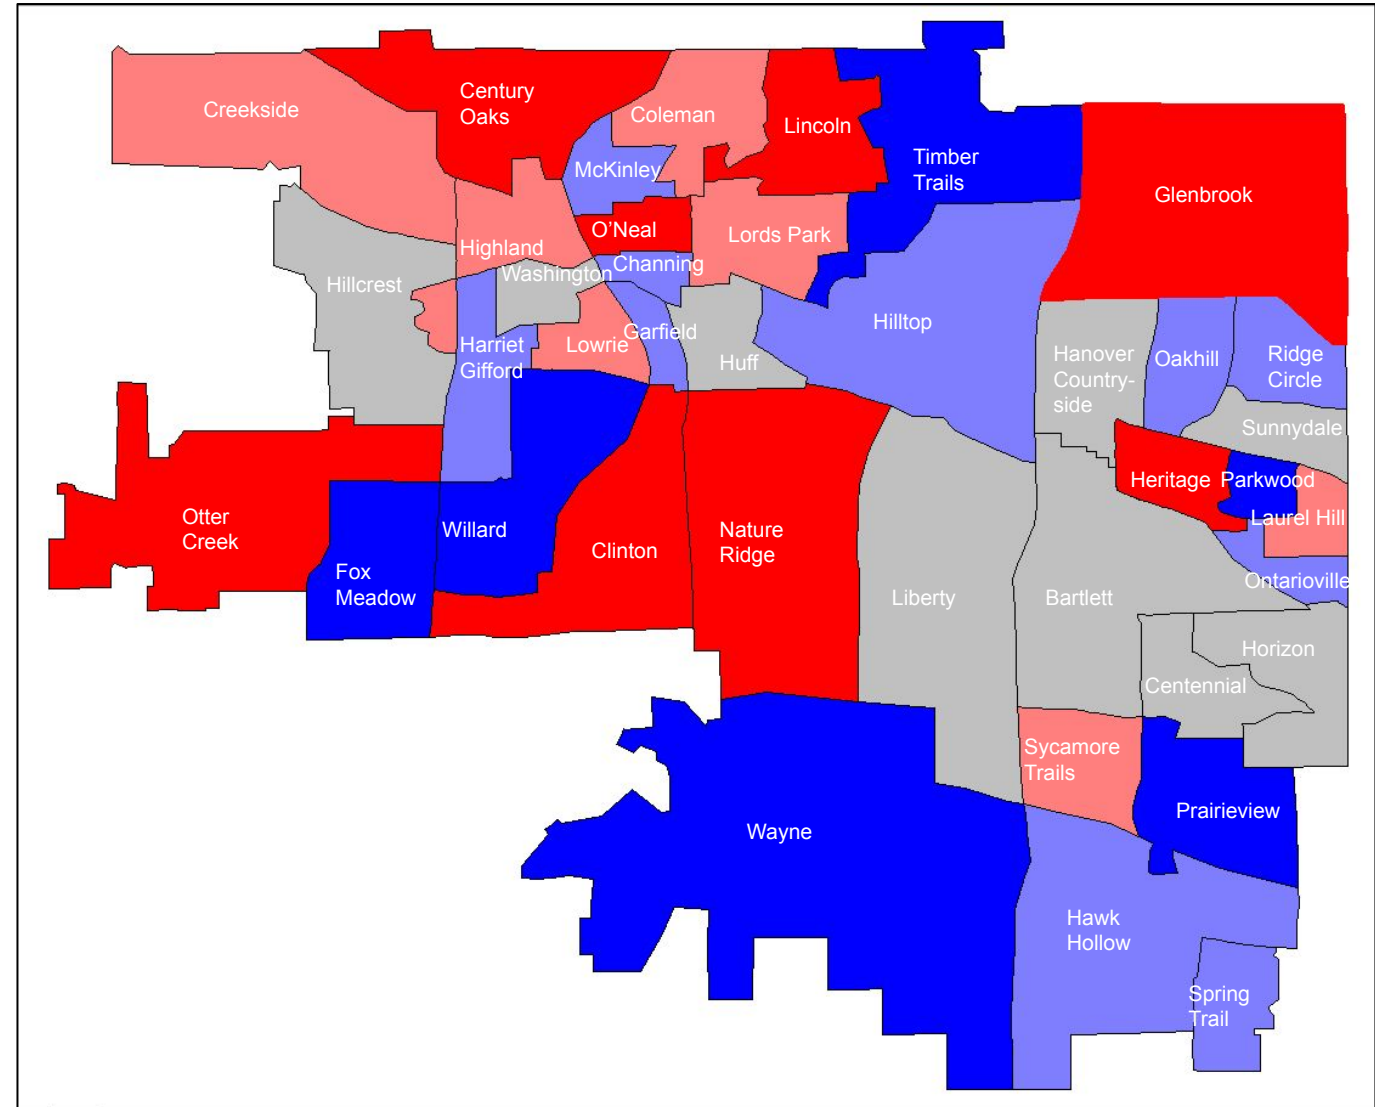 Creekside
Century
Oaks
Coleman
Lincoln
McKinley
Timber
Trails
Glenbrook
O'Neal
Lords Park
Highland
Washington
Channing
Hillcrest
Hilltop
Harriet
Gifford
Lowrie
Garfield
Huff
Hanover
Country-
side
Oakhill
Ridge
Circle
Sunnydale
Heritage
Parkwood
Laurel Hill
Otter
Creek
Willard
Clinton
Nature
Ridge
Fox
Meadow
Liberty
Bartlett
Ontarioville
Horizon
Centennial
Sycamore
Trails
Prairieview
Wayne
Hawk
Hollow
Spring
Trail